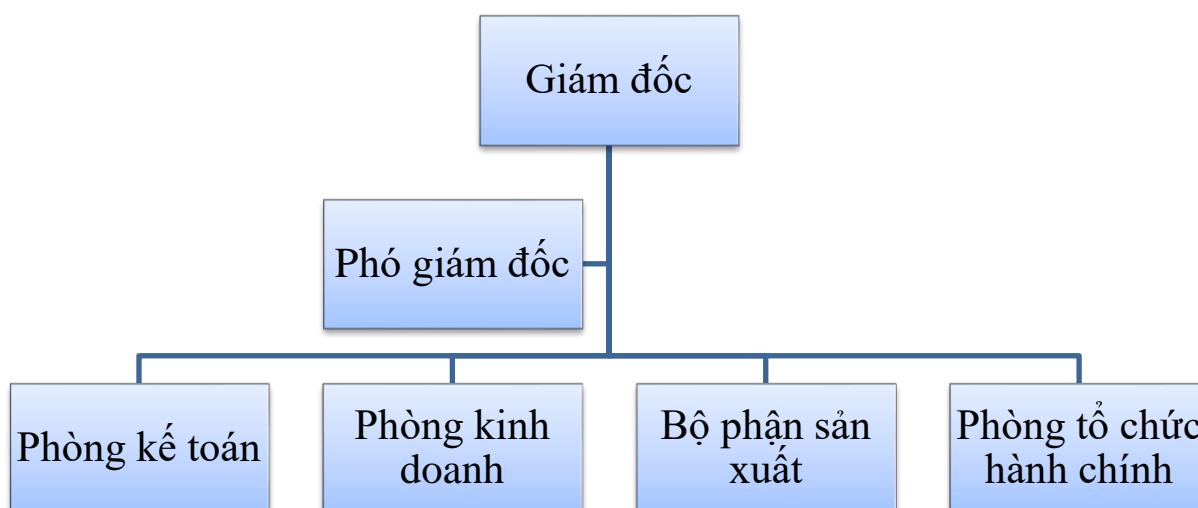 Giám đốc
Phó giám đốc
Phòng kế toán
Phòng kinh
doanh
Bộ phận sản
xuất
Phòng tổ chức
hành chính